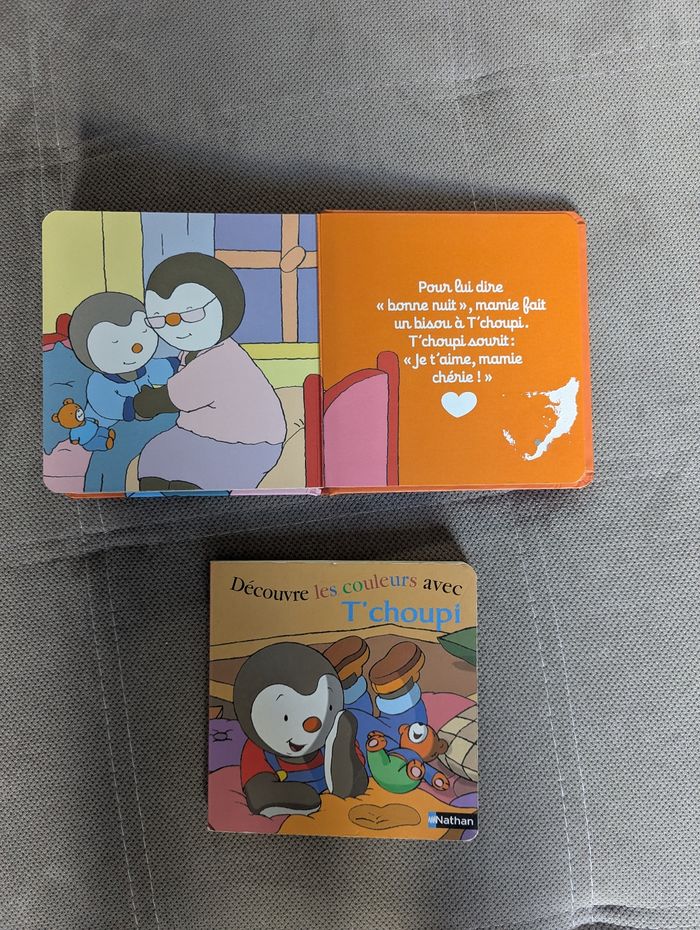 Pour lui dire
« bonne nuit », mamie fait
un bisou à T'choupi.
T'choupi sourit :
« Je t'aime, mamie
chérie ! »
Découvre les couleurs avec
T'choupi
Nathan